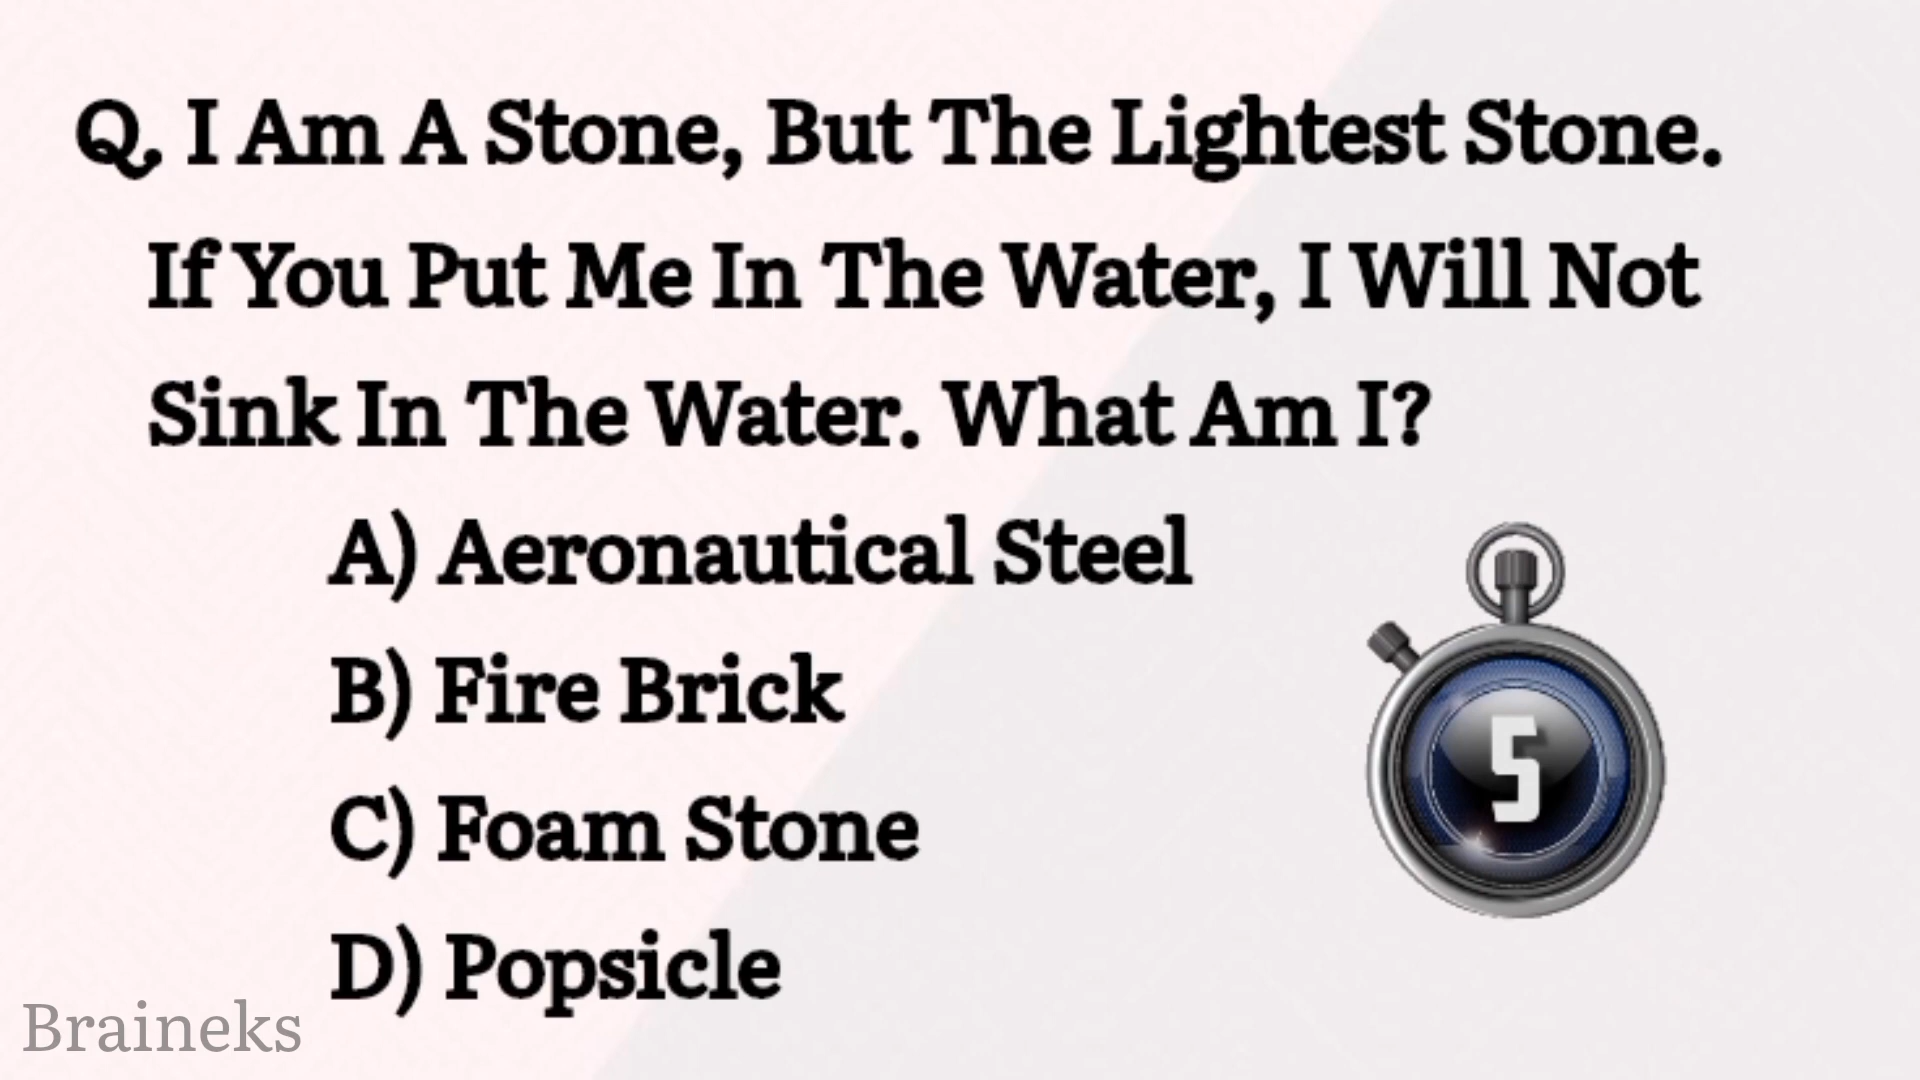 Q. I Am A Stone, But The Lightest Stone.
If You Put Me In The Water, I Will Not
Sink In The Water. What Am I?
A) Aeronautical Steel
B) Fire Brick
C) Foam Stone
5
D) Popsicle
Braineks